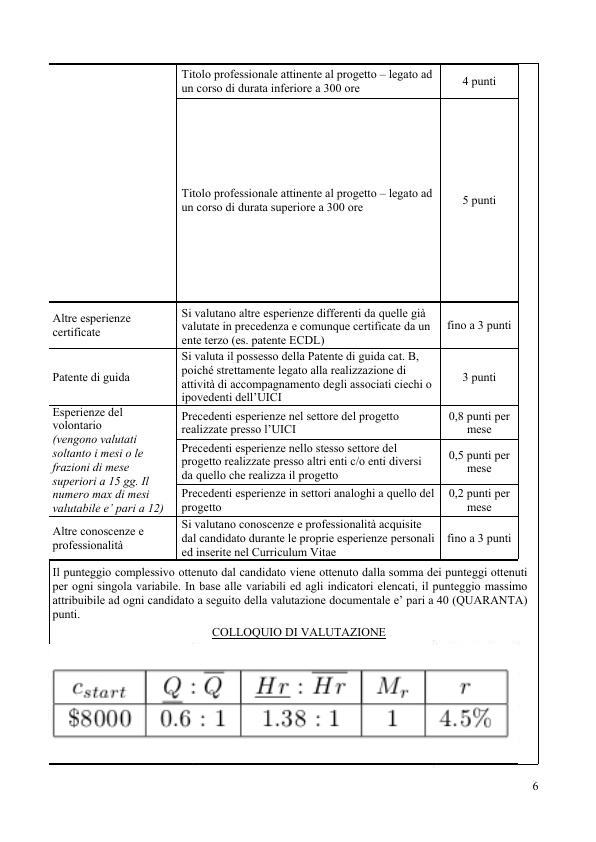 Titolo professionale attinente al progetto – legato ad
un corso di durata inferiore a 300 ore
4 punti
Titolo professionale attinente al progetto – legato ad
un corso di durata superiore a 300 ore
5 punti
Altre esperienze
certificate
Si valutano altre esperienze differenti da quelle già
valutate in precedenza e comunque certificate da un
ente terzo (es. patente ECDL)
fino a 3 punti
Patente di guida
Si valuta il possesso della Patente di guida cat. B,
poiché strettamente legato alla realizzazione di
attività di accompagnamento degli associati ciechi o
ipovedenti dell’UICI
3 punti
Esperienze del
volontario
(vengono valutati
soltanto i mesi o le
frazioni di mese
superiori a 15 gg. Il
numero max di mesi
valutabile e’ pari a 12)
Precedenti esperienze nel settore del progetto
realizzate presso l’UICI
0,8 punti per
mese
Precedenti esperienze nello stesso settore del
progetto realizzate presso altri enti c/o enti diversi
da quello che realizza il progetto
0,5 punti per
mese
Precedenti esperienze in settori analoghi a quello del
progetto
0,2 punti per
mese
Altre conoscenze e
professionalità
Si valutano conoscenze e professionalità acquisite
dal candidato durante le proprie esperienze personali
ed inserite nel Curriculum Vitae
fino a 3 punti
Il punteggio complessivo ottenuto dal candidato viene ottenuto dalla somma dei punteggi ottenuti
per ogni singola variabile. In base alle variabili ed agli indicatori elencati, il punteggio massimo
attribuibile ad ogni candidato a seguito della valutazione documentale e’ pari a 40 (QUARANTA)
punti.
COLLOQUIO DI VALUTAZIONE
c_start Q̲ : Q̅ H̲r̲ : H̅r̅ M_r r
$8000 0.6 : 1 1.38 : 1 1 4.5%
6